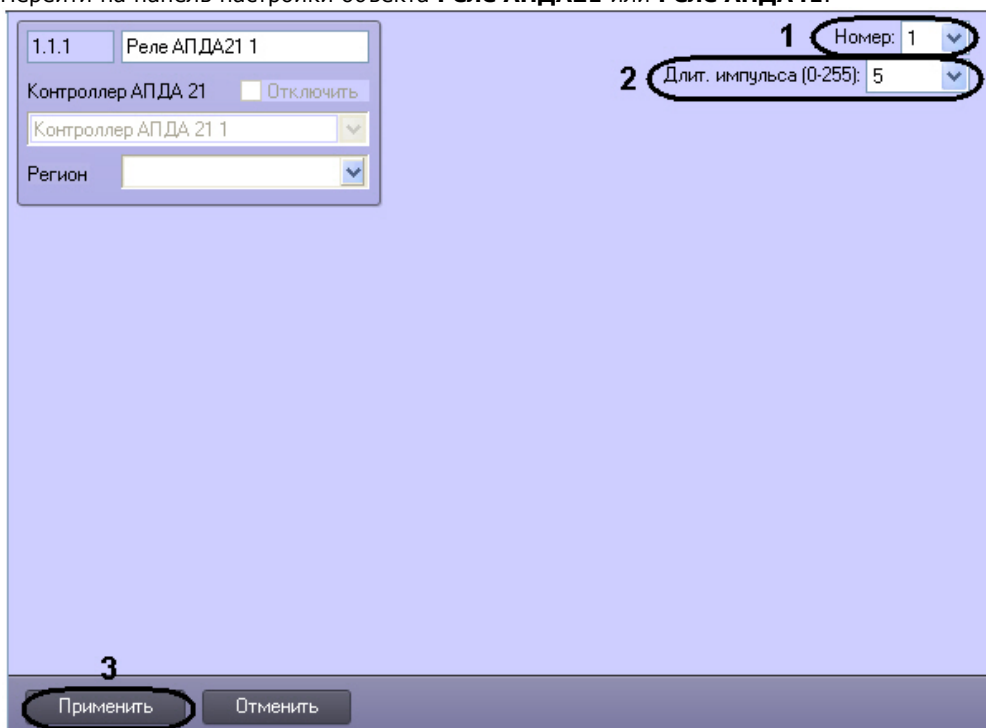 Перейти на панель настройки объекта Реле АПДА21 или Реле АПДА41.
1.1.1 Реле АПДА21 1
1 Номер: 1
Контроллер АПДА 21 Отключить
2 Длит. импульса (0-255): 5
Контроллер АПДА 21 1
Регион
3
Применить Отменить